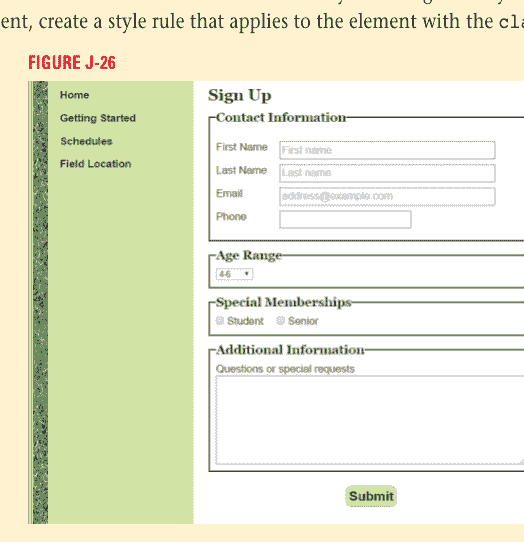 ent, create a style rule that applies to the element with the cla
FIGURE J-26
Home
Getting Started
Schedules
Field Location
Sign Up
Contact Information
First Name
First name
Last Name
Last name
Email
address@example.com
Phone
Age Range
4-6
Special Memberships
Student
Senior
Additional Information
Questions or special requests
Submit